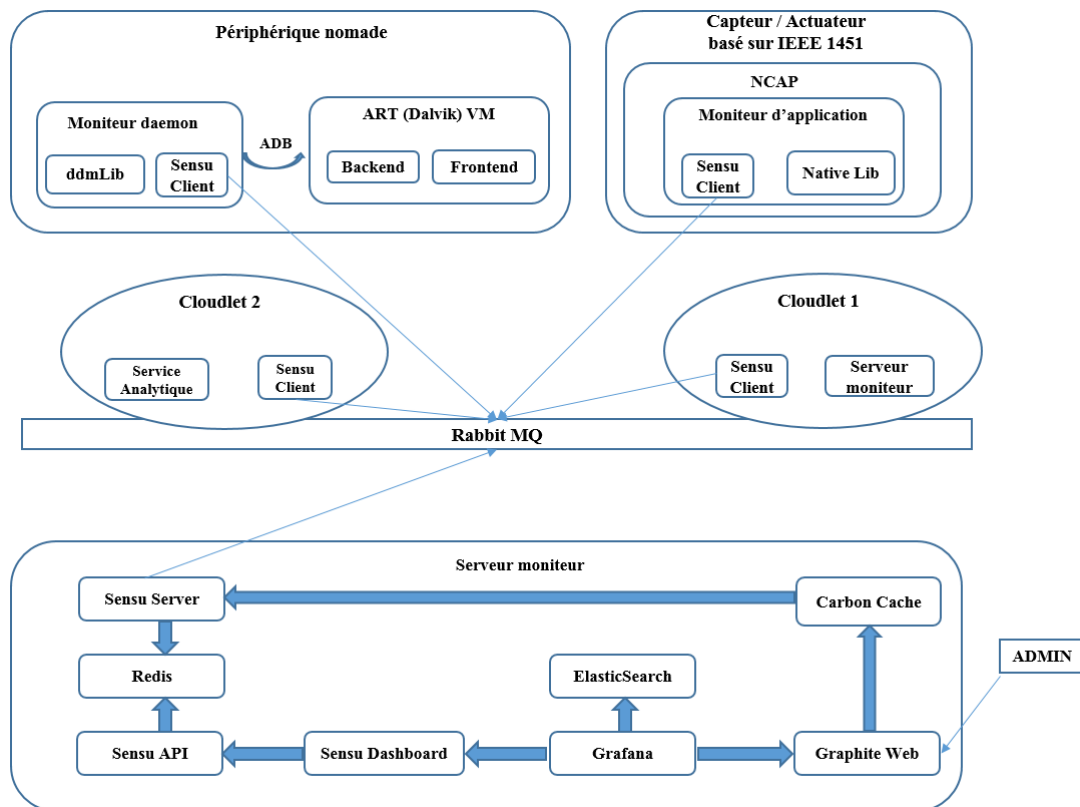 Périphérique nomade
Capteur / Actuateur
basé sur IEEE 1451
NCAP
Moniteur daemon
ART (Dalvik) VM
Moniteur d'application
ADB
ddmLib
Sensu
Client
Backend
Frontend
Sensu
Client
Native Lib
Cloudlet 2
Cloudlet 1
Service
Analytique
Sensu
Client
Sensu
Client
Serveur
moniteur
Rabbit MQ
Serveur moniteur
Sensu Server
Carbon Cache
Redis
ElasticSearch
ADMIN
Sensu API
Sensu Dashboard
Grafana
Graphite Web